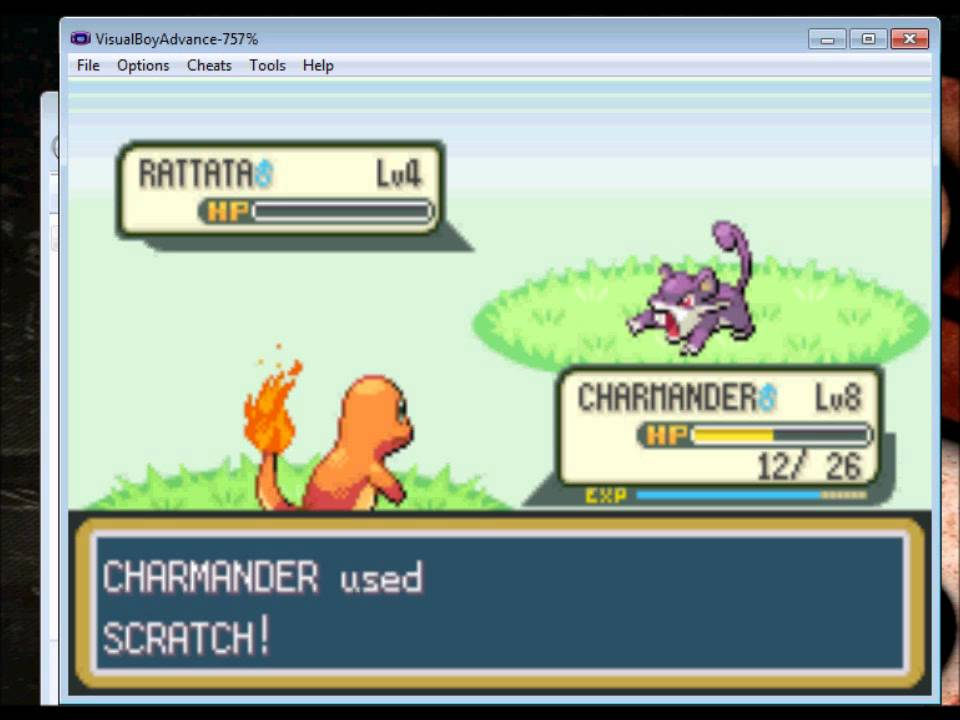 VisualBoyAdvance-757%
File Options Cheats Tools Help
RATTATA♂ Lv4
HP
CHARMANDER♂ Lv8
HP
12/ 26
EXP
CHARMANDER used
SCRATCH!